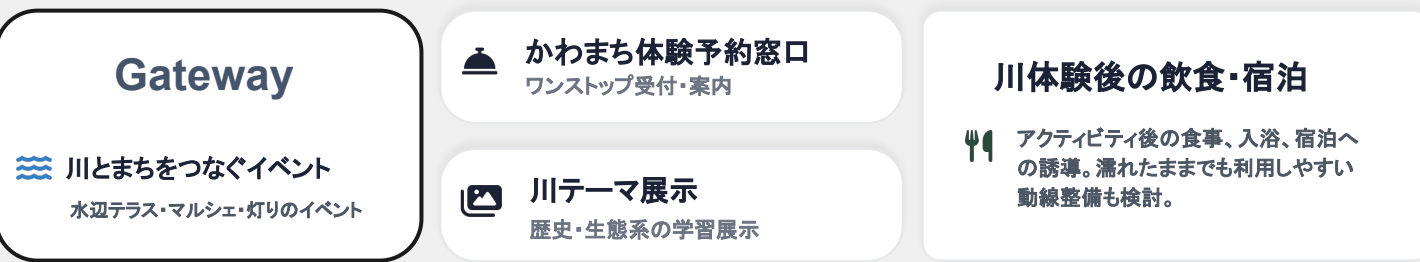 Gateway
川とまちをつなぐイベント
水辺テラス・マルシェ・灯りのイベント
かわまち体験予約窓口
ワンストップ受付・案内
川テーマ展示
歴史・生態系の学習展示
川体験後の飲食・宿泊
アクティビティ後の食事、入浴、宿泊へ
の誘導。濡れたままでも利用しやすい
動線整備も検討。